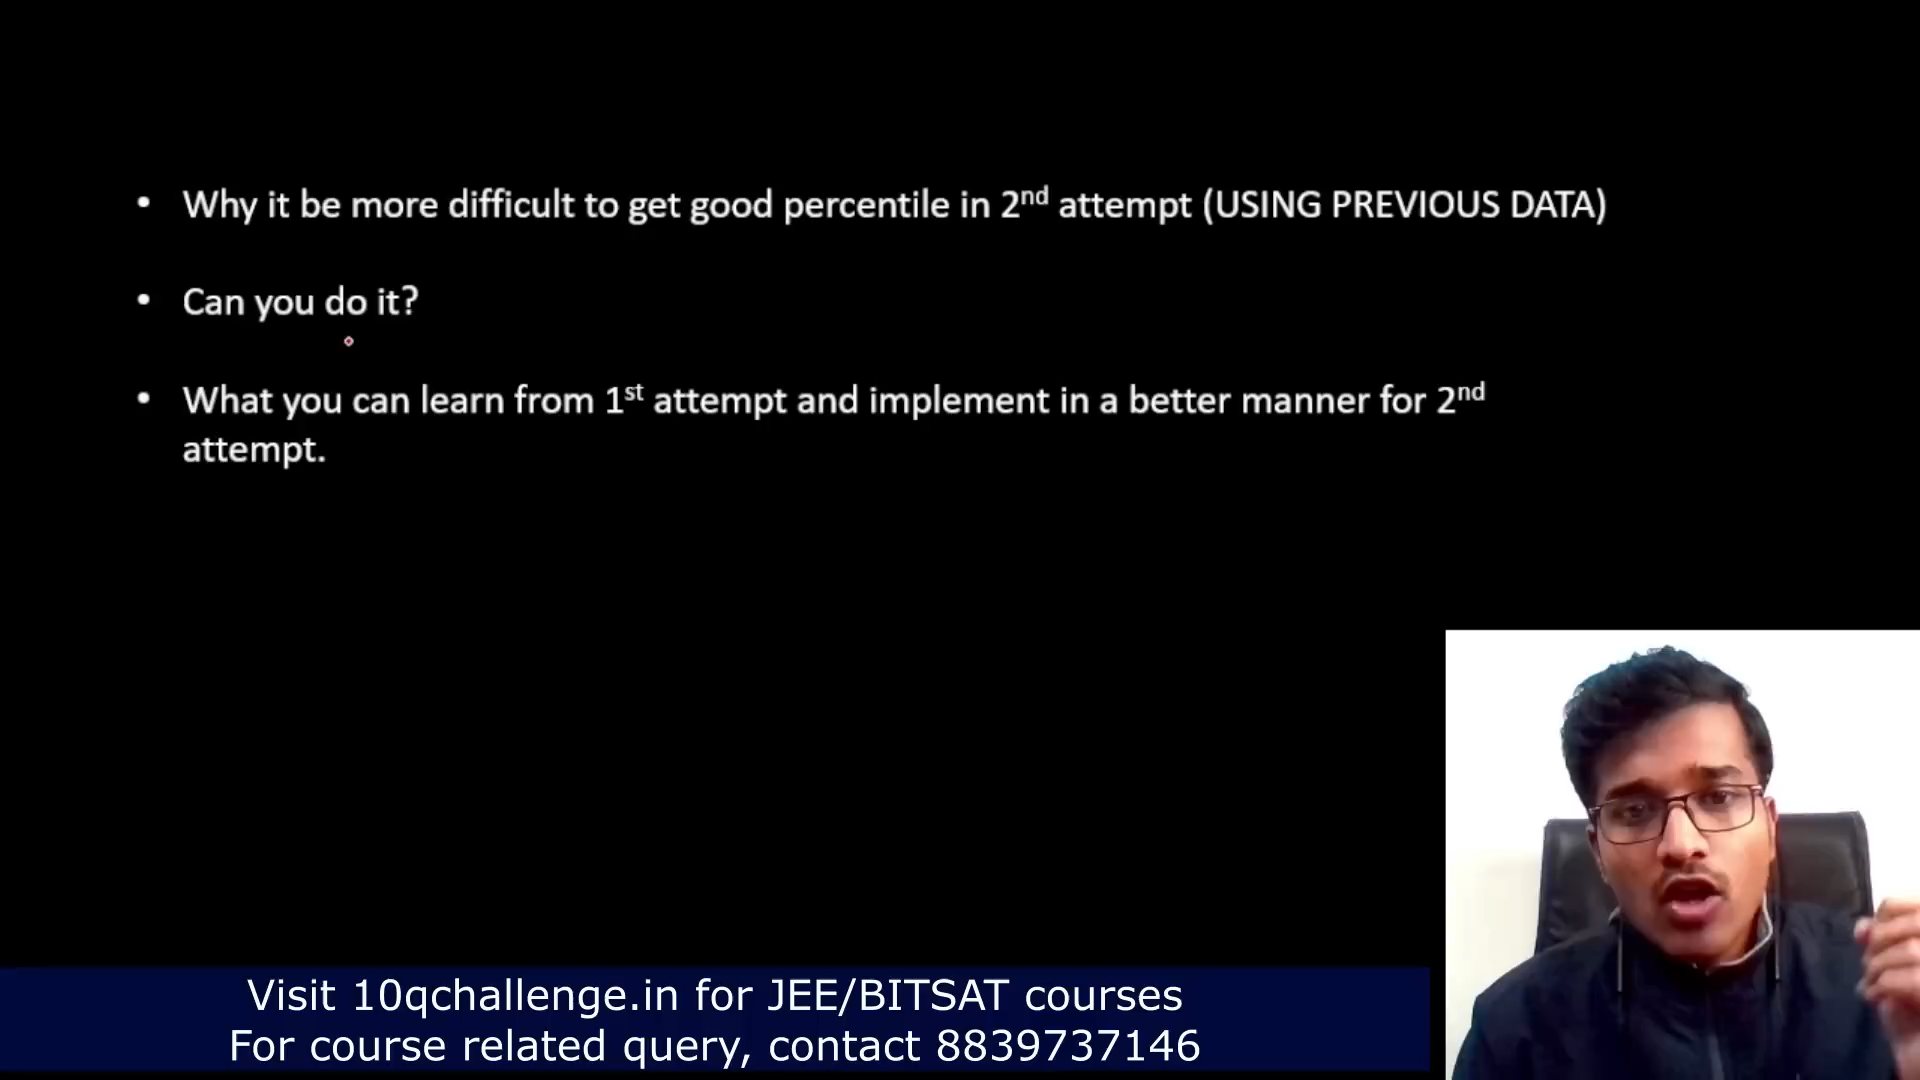 • Why it be more difficult to get good percentile in 2nd attempt (USING PREVIOUS DATA)
• Can you do it?
• What you can learn from 1st attempt and implement in a better manner for 2nd
attempt.
Visit 10qchallenge.in for JEE/BITSAT courses
For course related query, contact 8839737146